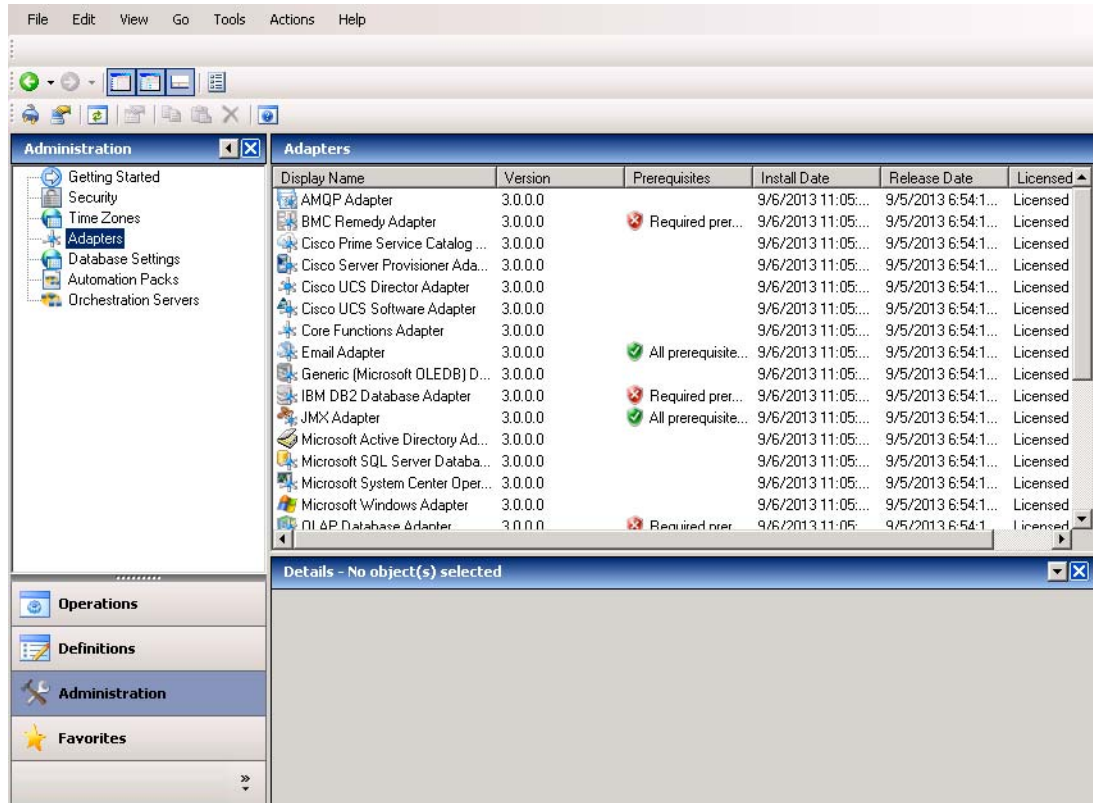 File Edit View Go Tools Actions Help
Administration
Getting Started
Security
Time Zones
Adapters
Database Settings
Automation Packs
Orchestration Servers
Operations
Definitions
Administration
Favorites
Adapters
Display Name Version Prerequisites Install Date Release Date Licensed
AMQP Adapter 3.0.0.0 9/6/2013 11:05:... 9/5/2013 6:54:1... Licensed
BMC Remedy Adapter 3.0.0.0 Required prer... 9/6/2013 11:05:... 9/5/2013 6:54:1... Licensed
Cisco Prime Service Catalog ... 3.0.0.0 9/6/2013 11:05:... 9/5/2013 6:54:1... Licensed
Cisco Server Provisioner Ada... 3.0.0.0 9/6/2013 11:05:... 9/5/2013 6:54:1... Licensed
Cisco UCS Director Adapter 3.0.0.0 9/6/2013 11:05:... 9/5/2013 6:54:1... Licensed
Cisco UCS Software Adapter 3.0.0.0 9/6/2013 11:05:... 9/5/2013 6:54:1... Licensed
Core Functions Adapter 3.0.0.0 9/6/2013 11:05:... 9/5/2013 6:54:1... Licensed
Email Adapter 3.0.0.0 All prerequisite... 9/6/2013 11:05:... 9/5/2013 6:54:1... Licensed
Generic (Microsoft OLEDB) D... 3.0.0.0 9/6/2013 11:05:... 9/5/2013 6:54:1... Licensed
IBM DB2 Database Adapter 3.0.0.0 Required prer... 9/6/2013 11:05:... 9/5/2013 6:54:1... Licensed
JMX Adapter 3.0.0.0 All prerequisite... 9/6/2013 11:05:... 9/5/2013 6:54:1... Licensed
Microsoft Active Directory Ad... 3.0.0.0 9/6/2013 11:05:... 9/5/2013 6:54:1... Licensed
Microsoft SQL Server Databa... 3.0.0.0 9/6/2013 11:05:... 9/5/2013 6:54:1... Licensed
Microsoft System Center Oper... 3.0.0.0 9/6/2013 11:05:... 9/5/2013 6:54:1... Licensed
Microsoft Windows Adapter 3.0.0.0 9/6/2013 11:05:... 9/5/2013 6:54:1... Licensed
OLAP Database Adapter 3.0.0.0 Required prer... 9/6/2013 11:05:... 9/5/2013 6:54:1... Licensed
Details - No object(s) selected